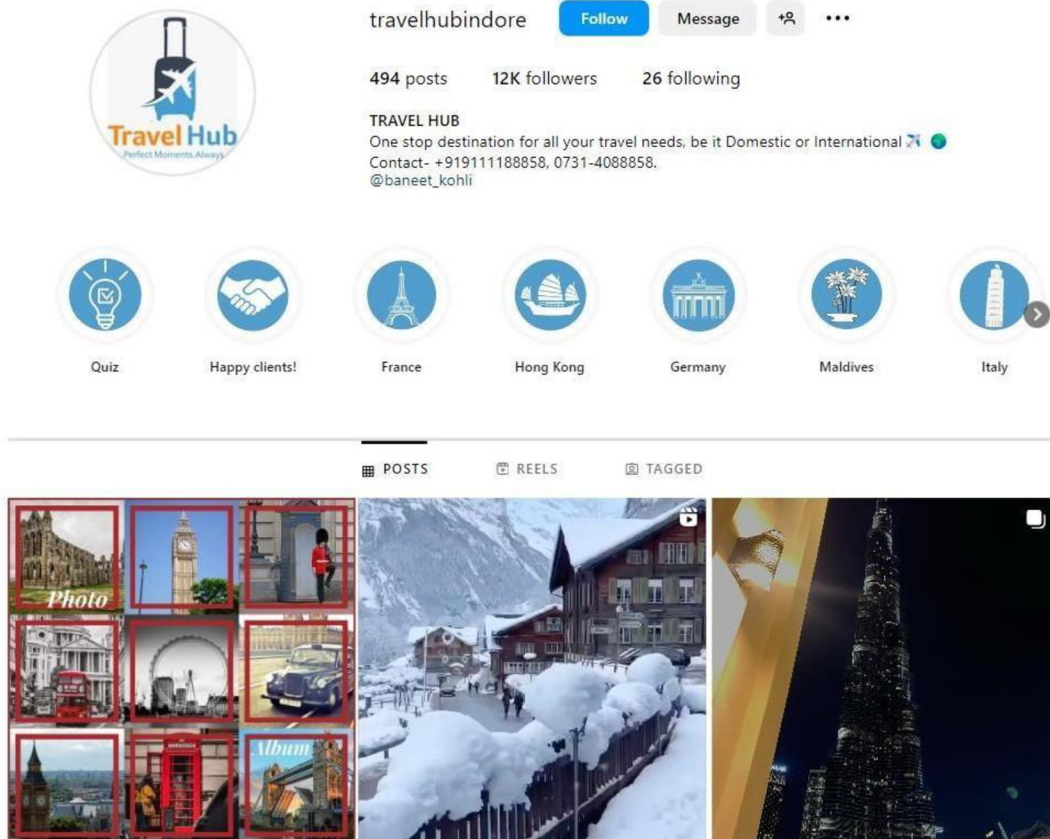 travelhubindore Follow Message
494 posts 12K followers 26 following
Travel Hub
Perfect Moments Always
TRAVEL HUB
One stop destination for all your travel needs, be it Domestic or International
Contact- +919111188858, 0731-4088858.
@baneet_kohli
Quiz Happy clients! France Hong Kong Germany Maldives Italy
POSTS REELS TAGGED
Photo
Album